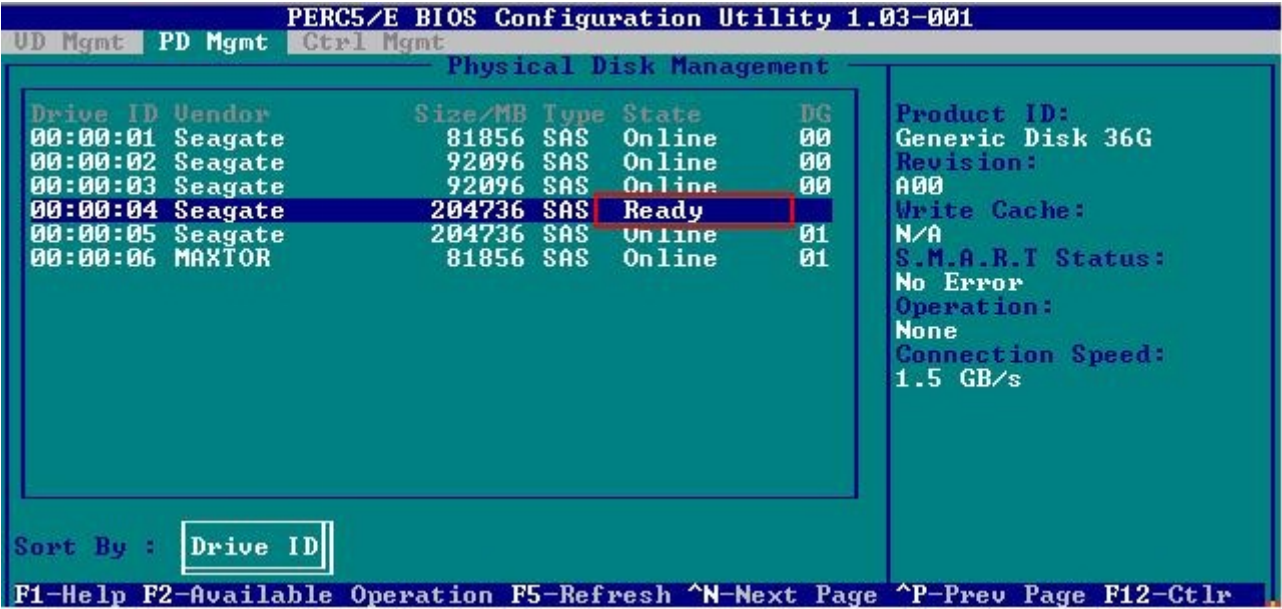 PERC5/E BIOS Configuration Utility 1.03-001
VD Mgmt PD Mgmt Ctrl Mgmt
Physical Disk Management
Drive ID Vendor Size/MB Type State DG
00:00:01 Seagate 81856 SAS Online 00
00:00:02 Seagate 92096 SAS Online 00
00:00:03 Seagate 92096 SAS Online 00
00:00:04 Seagate 204736 SAS Ready
00:00:05 Seagate 204736 SAS Online 01
00:00:06 MAXTOR 81856 SAS Online 01
Product ID:
Generic Disk 36G
Revision:
A00
Write Cache:
N/A
S.M.A.R.T Status:
No Error
Operation:
None
Connection Speed:
1.5 GB/s
Sort By : Drive ID
F1-Help F2-Available Operation F5-Refresh ^N-Next Page ^P-Prev Page F12-Ctlr